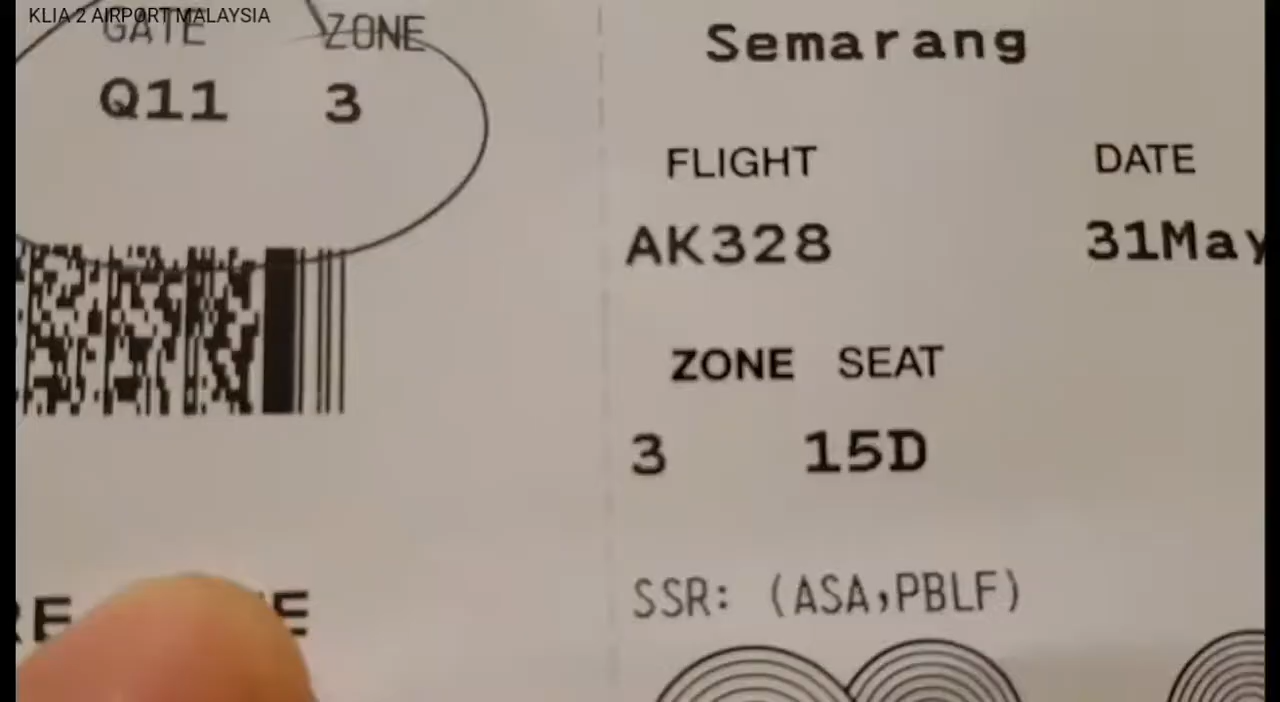 KLIA 2 AIRPORT MALAYSIA
GATE ZONE
Q11 3
Semarang
FLIGHT DATE
AK328 31May
ZONE SEAT
3 15D
SSR: (ASA,PBLF)